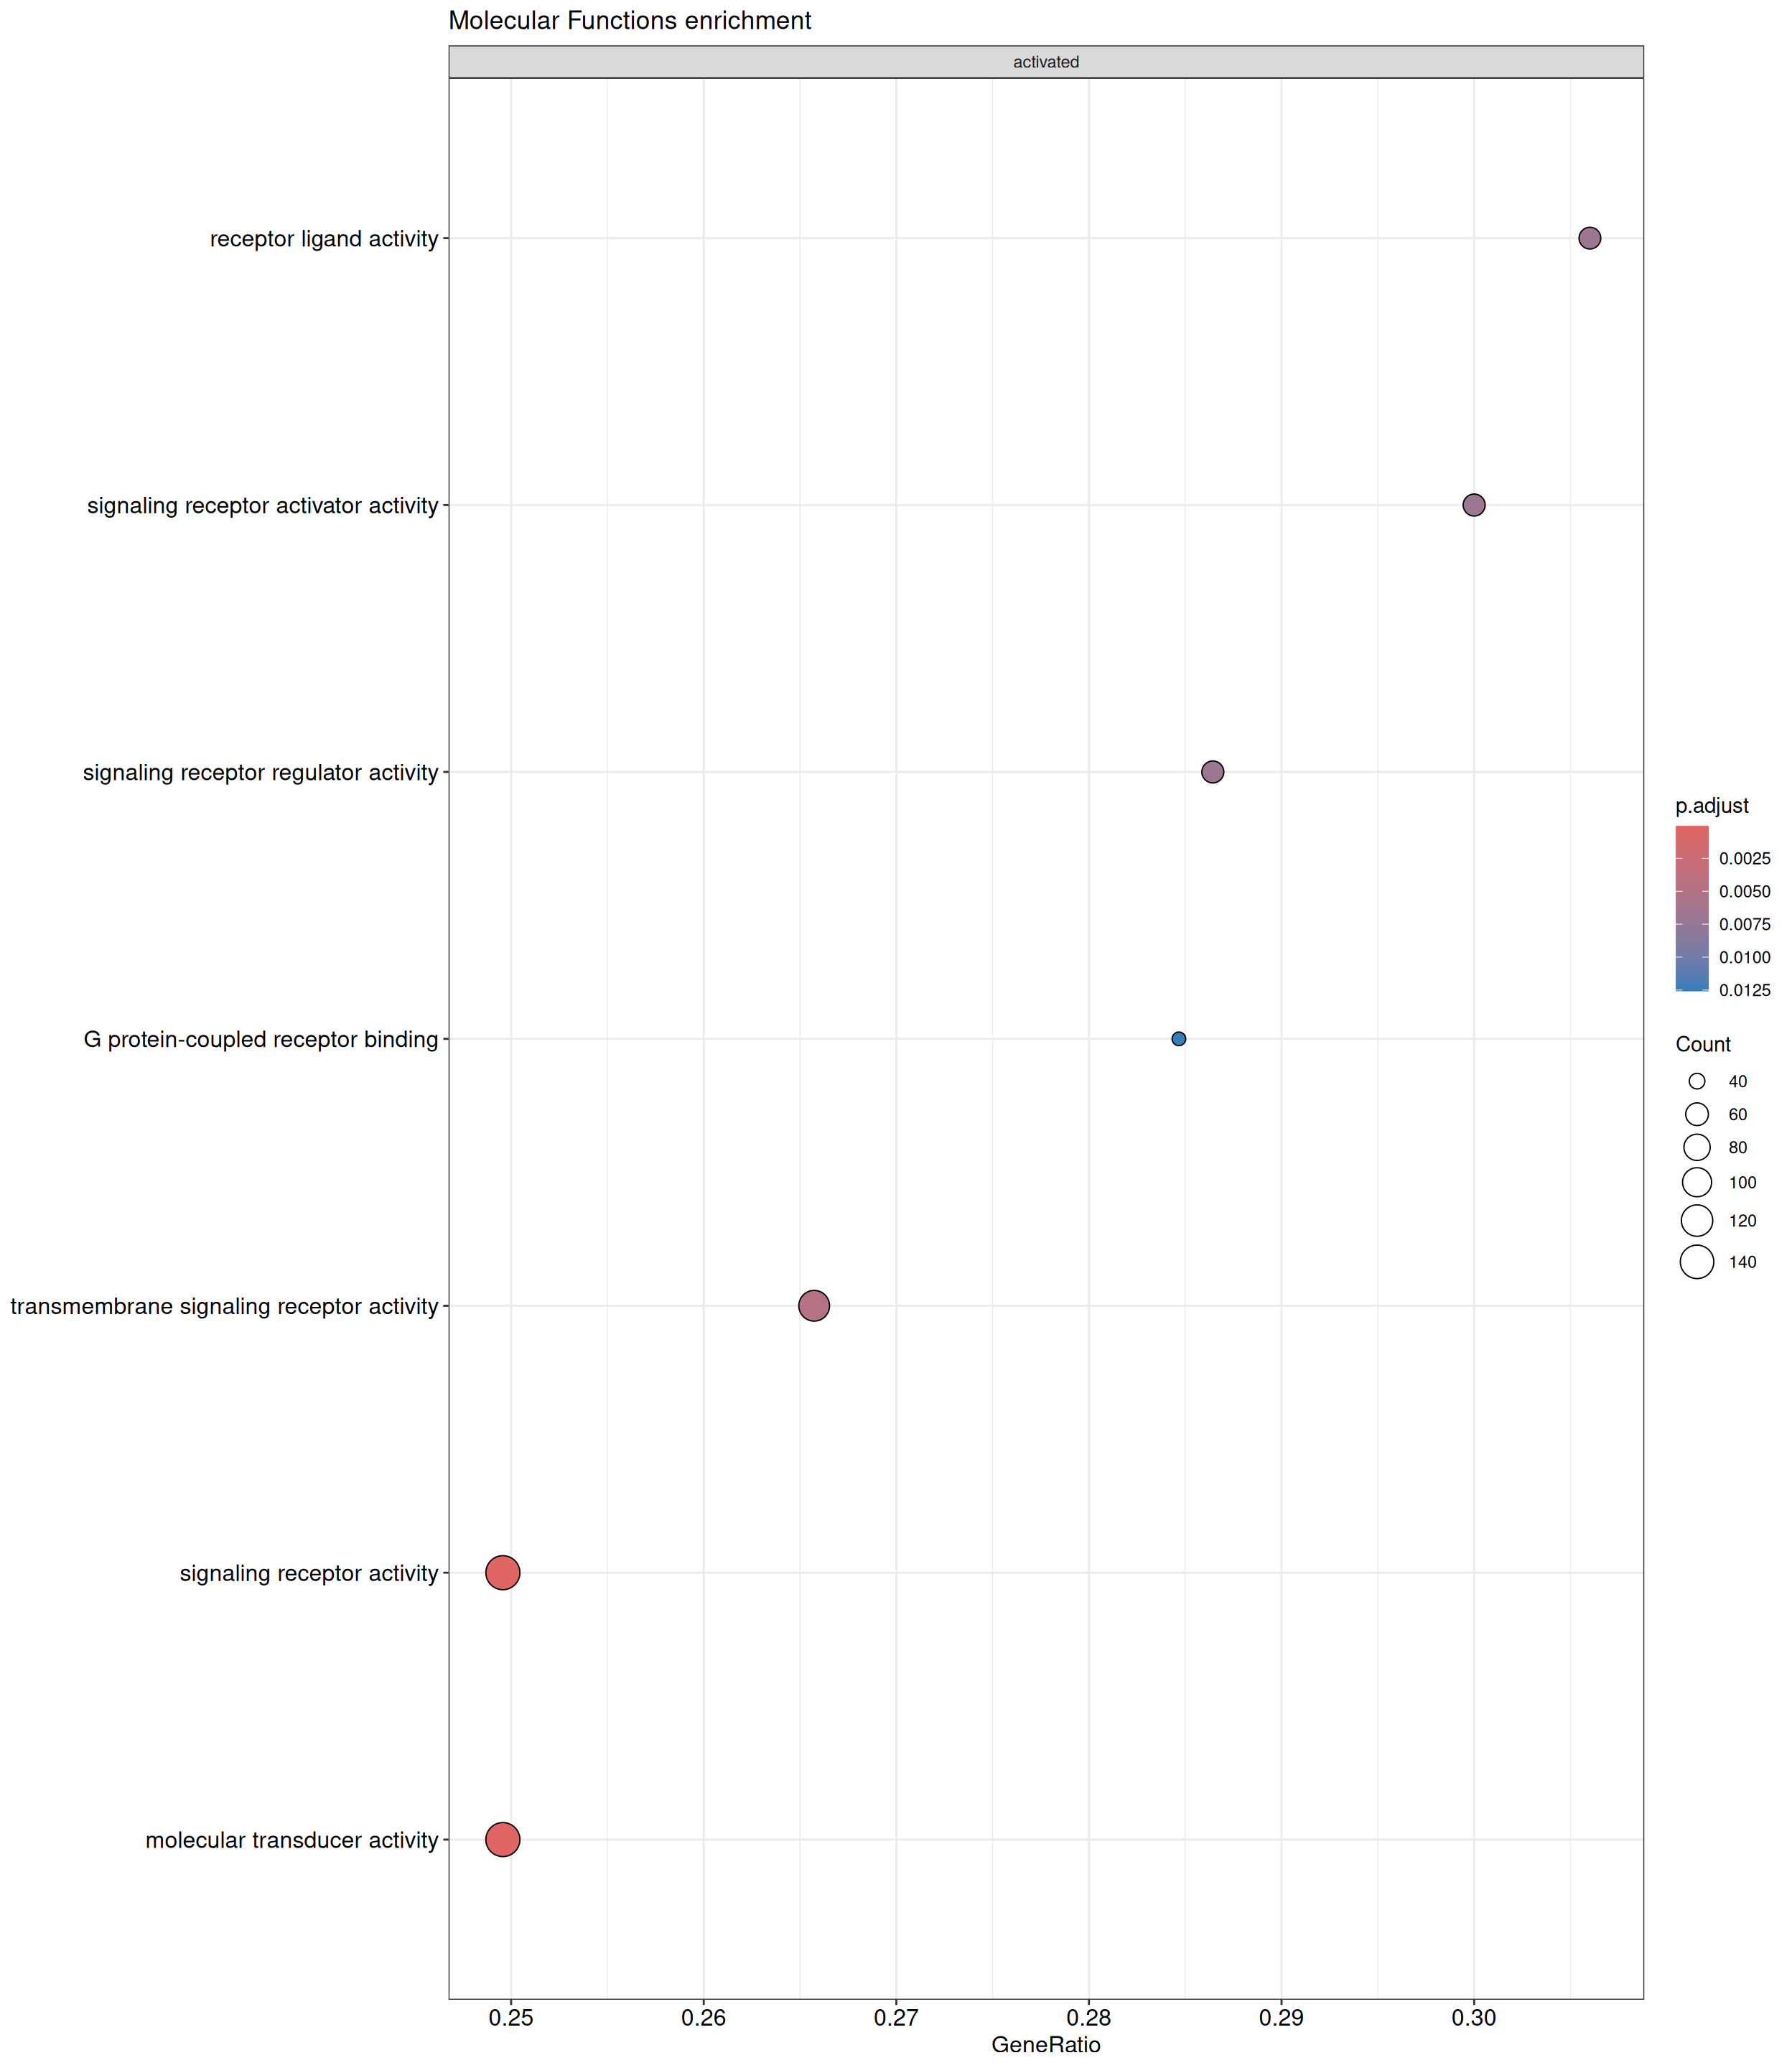 Molecular Functions enrichment
activated
receptor ligand activity
signaling receptor activator activity
signaling receptor regulator activity
G protein-coupled receptor binding
transmembrane signaling receptor activity
signaling receptor activity
molecular transducer activity
0.25 0.26 0.27 0.28 0.29 0.30
GeneRatio
p.adjust
0.0025
0.0050
0.0075
0.0100
0.0125
Count
40
60
80
100
120
140